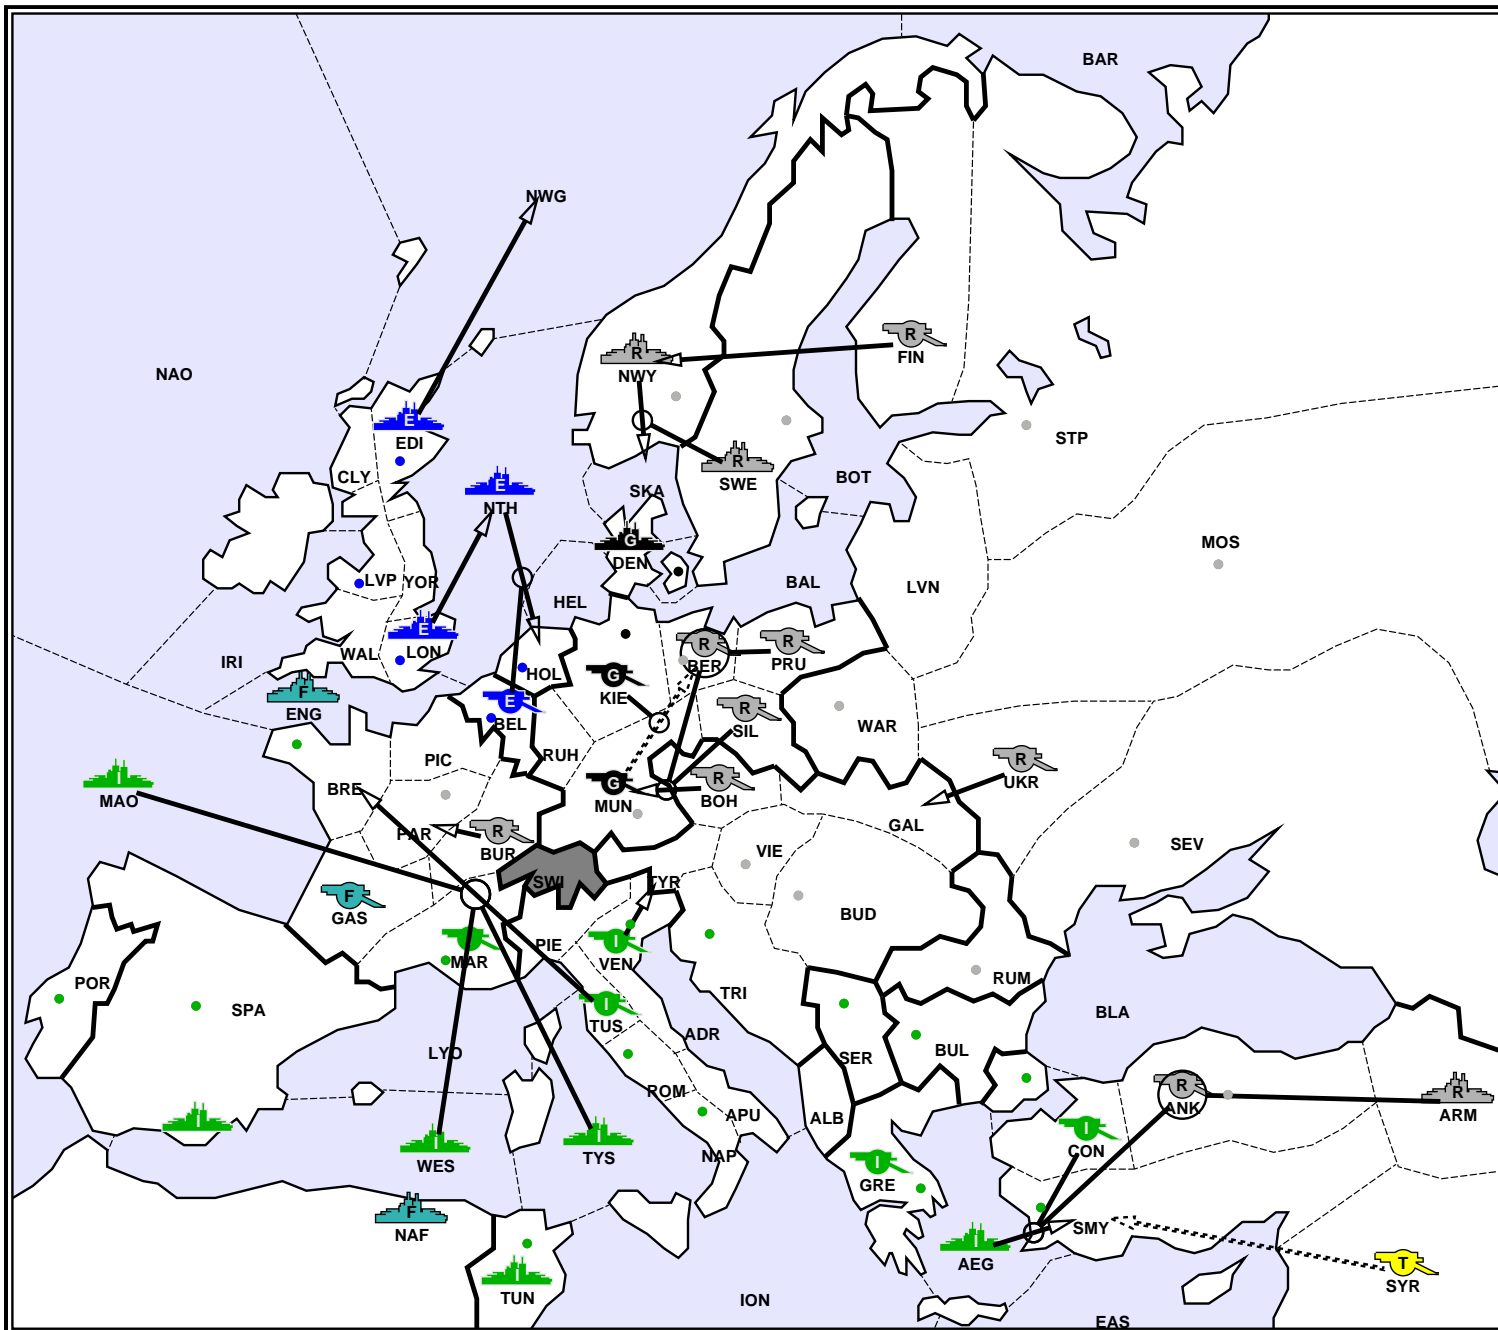 BAR
NWG
R
FIN
R
NWY
NAO
E
EDI
STP
CLY
R
SWE
BOT
E
NTH
SKA
G
DEN
MOS
LVP
YOR
BAL
LVN
HEL
E
LON
WAL
IRI
R
BER
R
PRU
HOL
G
KIE
F
ENG
E
BEL
R
SIL
WAR
RUH
PIC
R
UKR
I
MAO
BRE
G
MUN
R
BOH
GAL
PAR
R
BUR
SEV
VIE
SWI
TYR
F
GAS
BUD
I
MAR
PIE
I
VEN
POR
SPA
TRI
RUM
I
TUS
BLA
ADR
LYO
SER
BUL
ROM
R
ANK
R
ARM
I
APU
ALB
I
WES
I
TYS
NAP
I
CON
I
GRE
F
NAF
SMY
I
AEG
I
TUN
T
SYR
ION
EAS